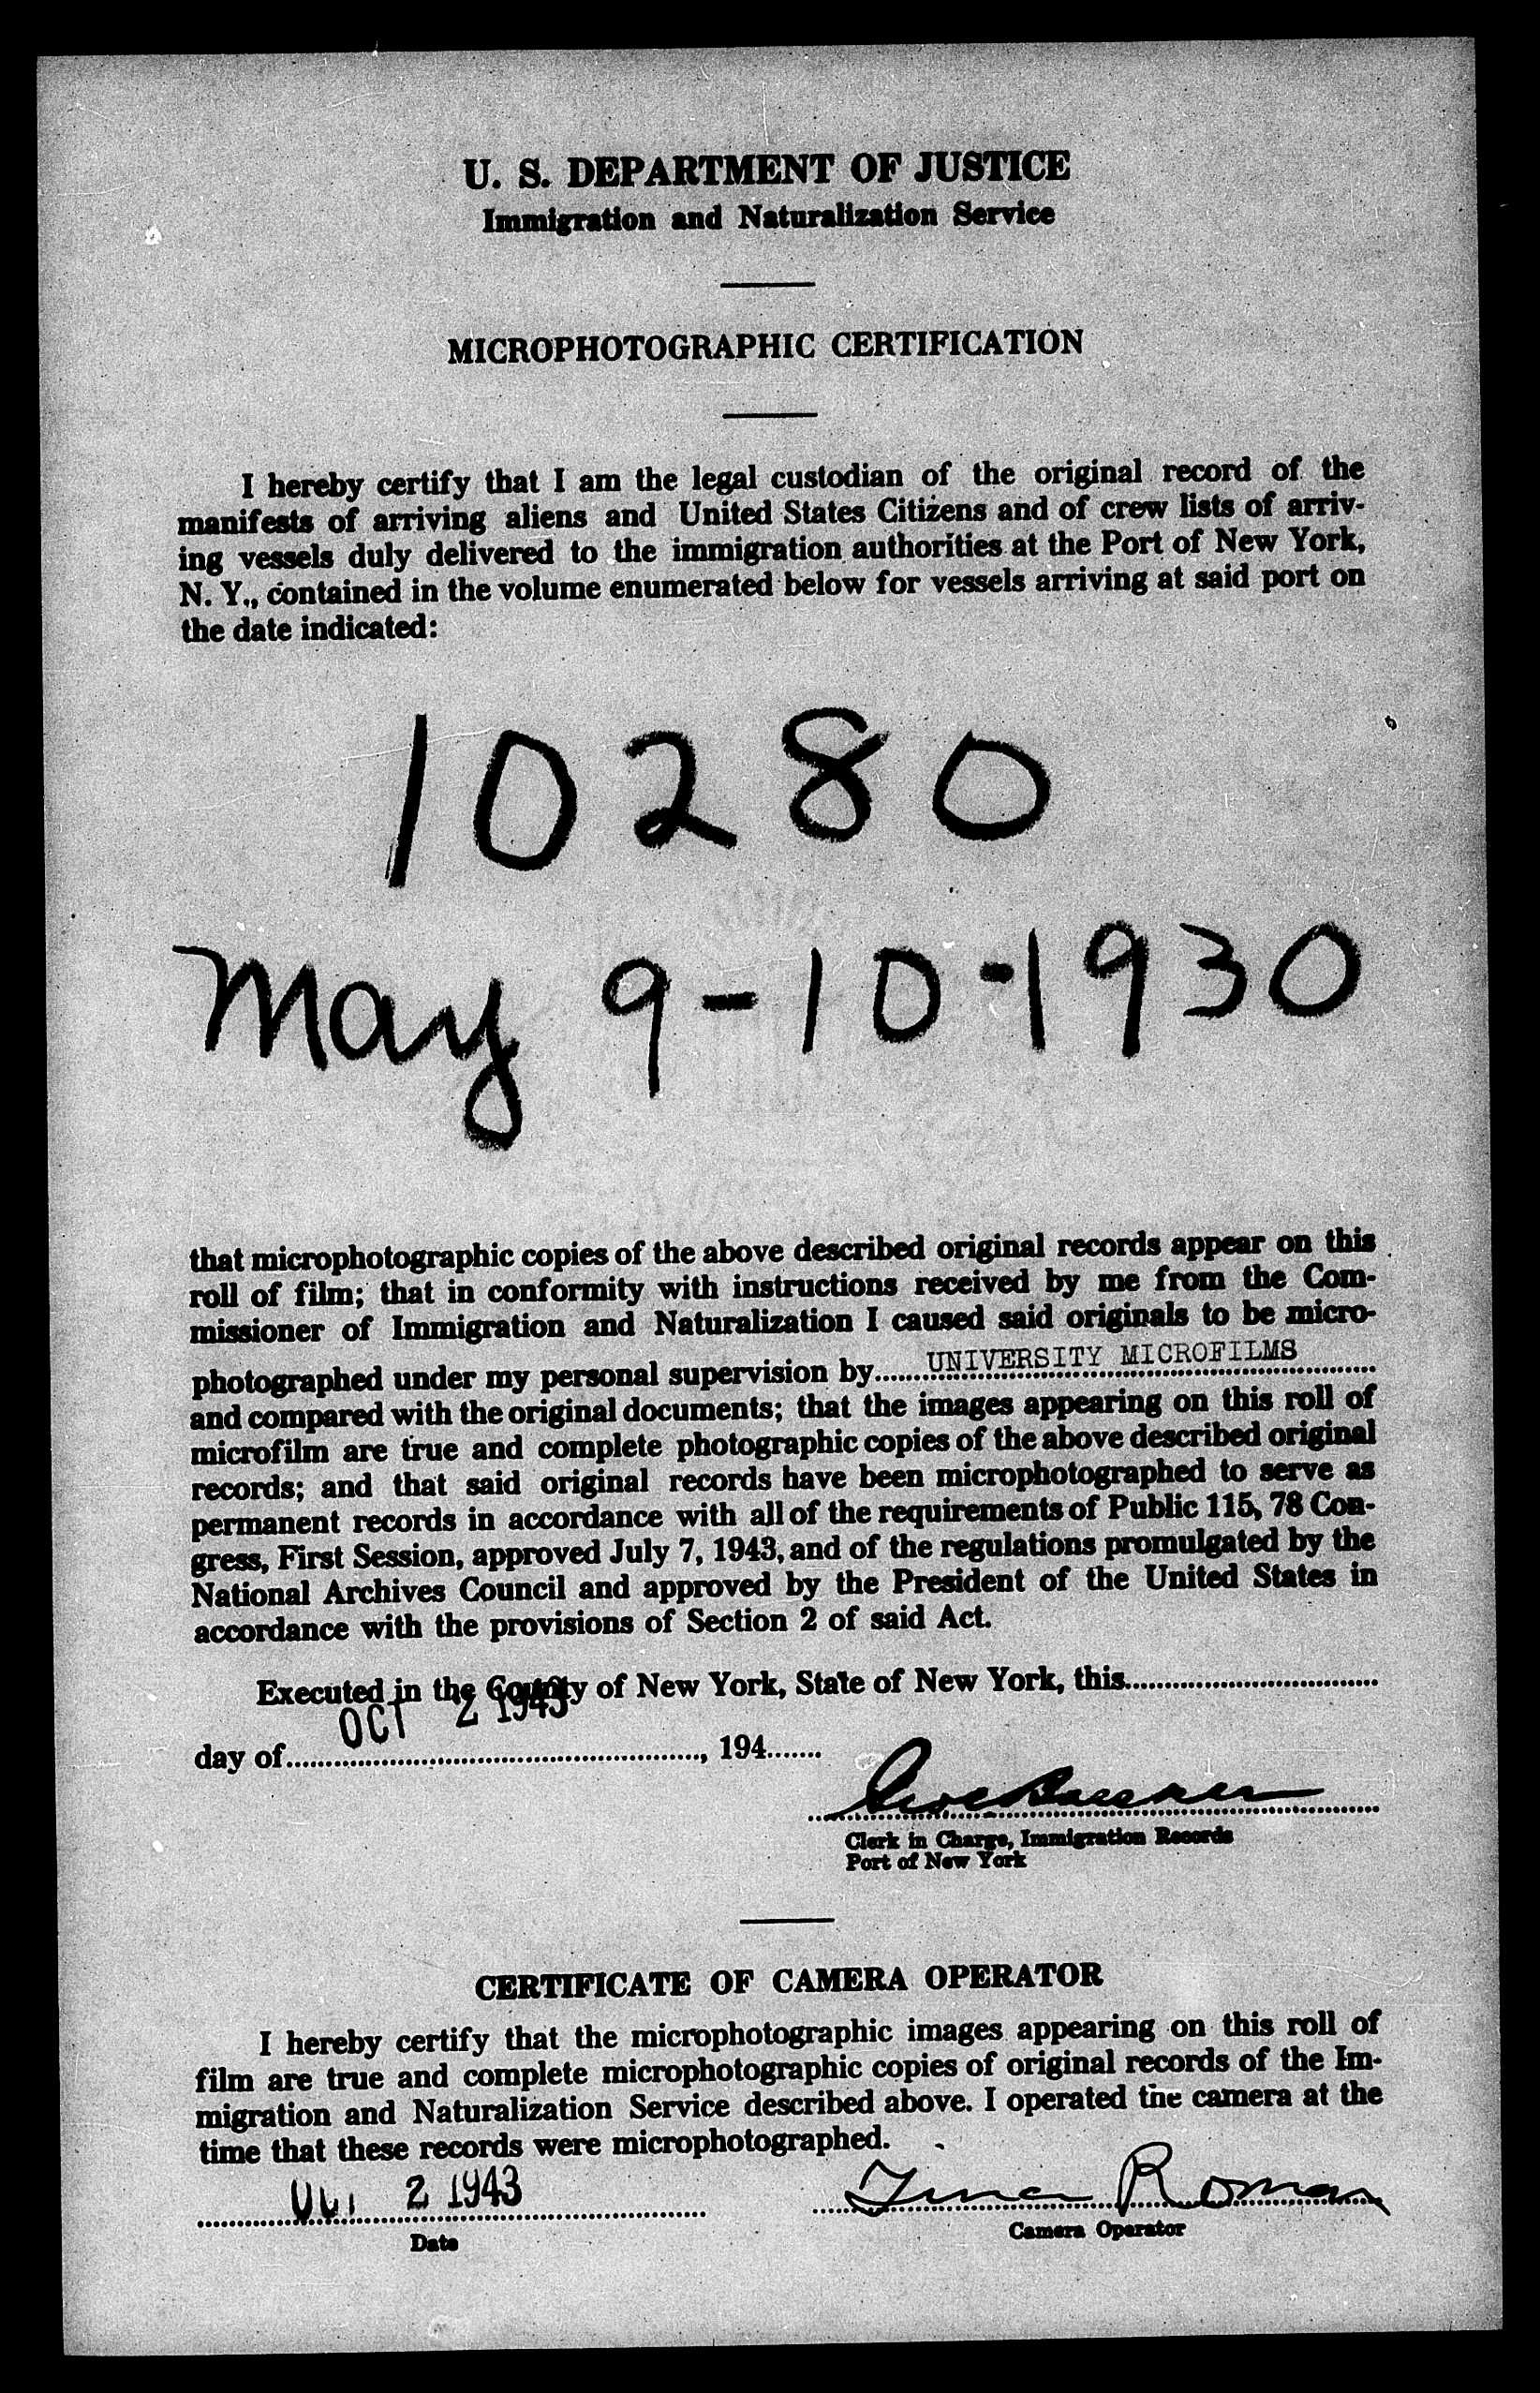 U. S. DEPARTMENT OF JUSTICE
Immigration and Naturalization Service
MICROPHOTOGRAPHIC CERTIFICATION
I hereby certify that I am the legal custodian of the original record of the
manifests of arriving aliens and United States Citizens and of crew lists of arriv-
ing vessels duly delivered to the immigration authorities at the Port of New York,
N. Y., contained in the volume enumerated below for vessels arriving at said port on
the date indicated:
10280
May 9-10-1930
that microphotographic copies of the above described original records appear on this
roll of film; that in conformity with instructions received by me from the Com-
missioner of Immigration and Naturalization I caused said originals to be micro-
photographed under my personal supervision by UNIVERSITY MICROFILMS
and compared with the original documents; that the images appearing on this roll of
microfilm are true and complete photographic copies of the above described original
records; and that said original records have been microphotographed to serve as
permanent records in accordance with all of the requirements of Public 115, 78 Con-
gress, First Session, approved July 7, 1943, and of the regulations promulgated by the
National Archives Council and approved by the President of the United States in
accordance with the provisions of Section 2 of said Act.
Executed in the County of New York, State of New York, this
OCT 2 1943
day of, 194
Clerk in Charge, Immigration Records
Port of New York
CERTIFICATE OF CAMERA OPERATOR
I hereby certify that the microphotographic images appearing on this roll of
film are true and complete microphotographic copies of original records of the Im-
migration and Naturalization Service described above. I operated the camera at the
time that these records were microphotographed.
OCT 2 1943 Roman
Date Camera Operator